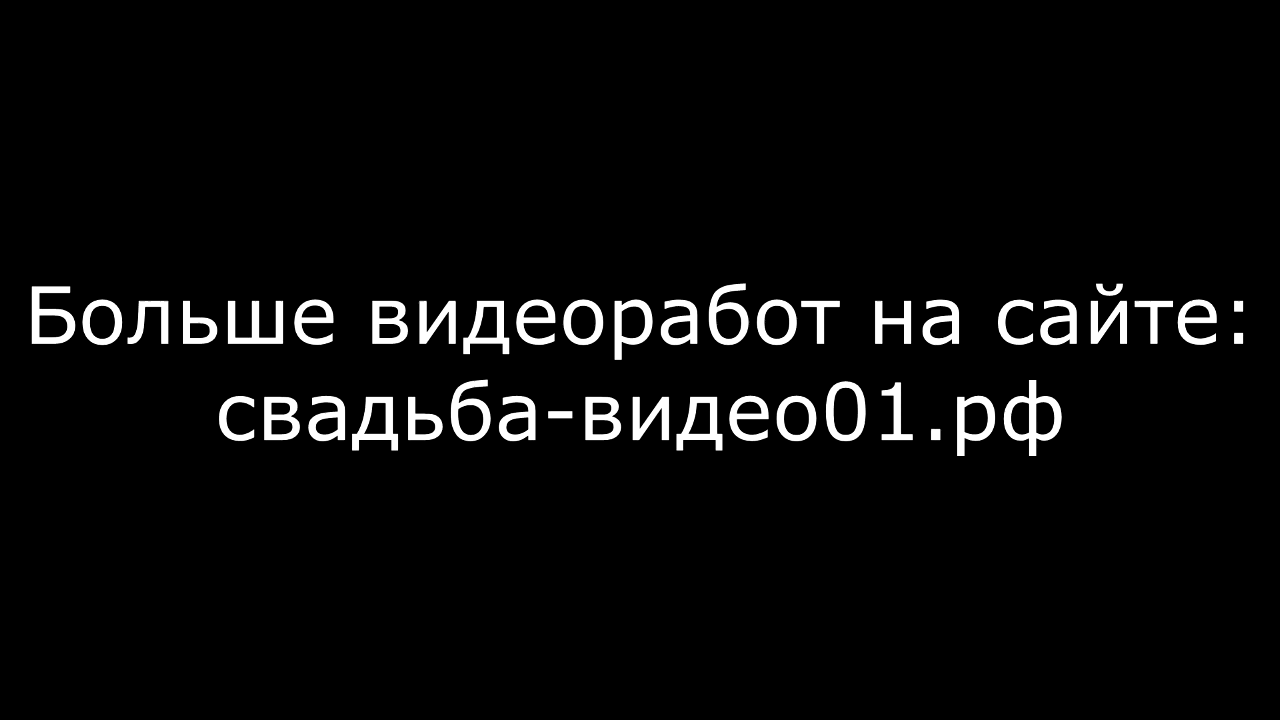 Больше видеоработ на сайте:
свадьба-видео01.рф